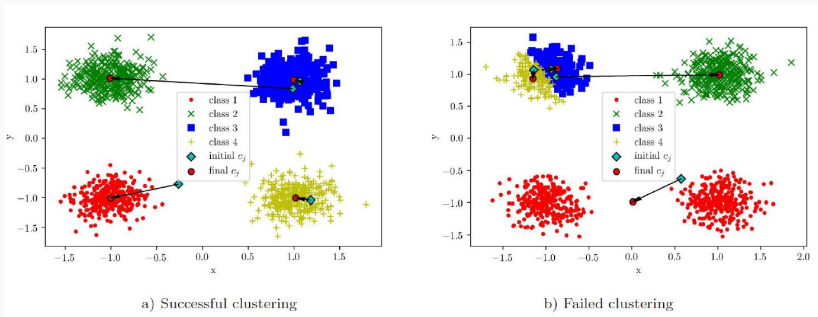 1.5
1.0
0.5
0.0
−0.5
−1.0
−1.5
y
class 1
class 2
class 3
class 4
initial c_j
final c_j
−1.5 −1.0 −0.5 0.0 0.5 1.0 1.5
x
a) Successful clustering
1.5
1.0
0.5
0.0
−0.5
−1.0
−1.5
y
class 1
class 2
class 3
class 4
initial c_j
final c_j
−1.5 −1.0 −0.5 0.0 0.5 1.0 1.5 2.0
x
b) Failed clustering